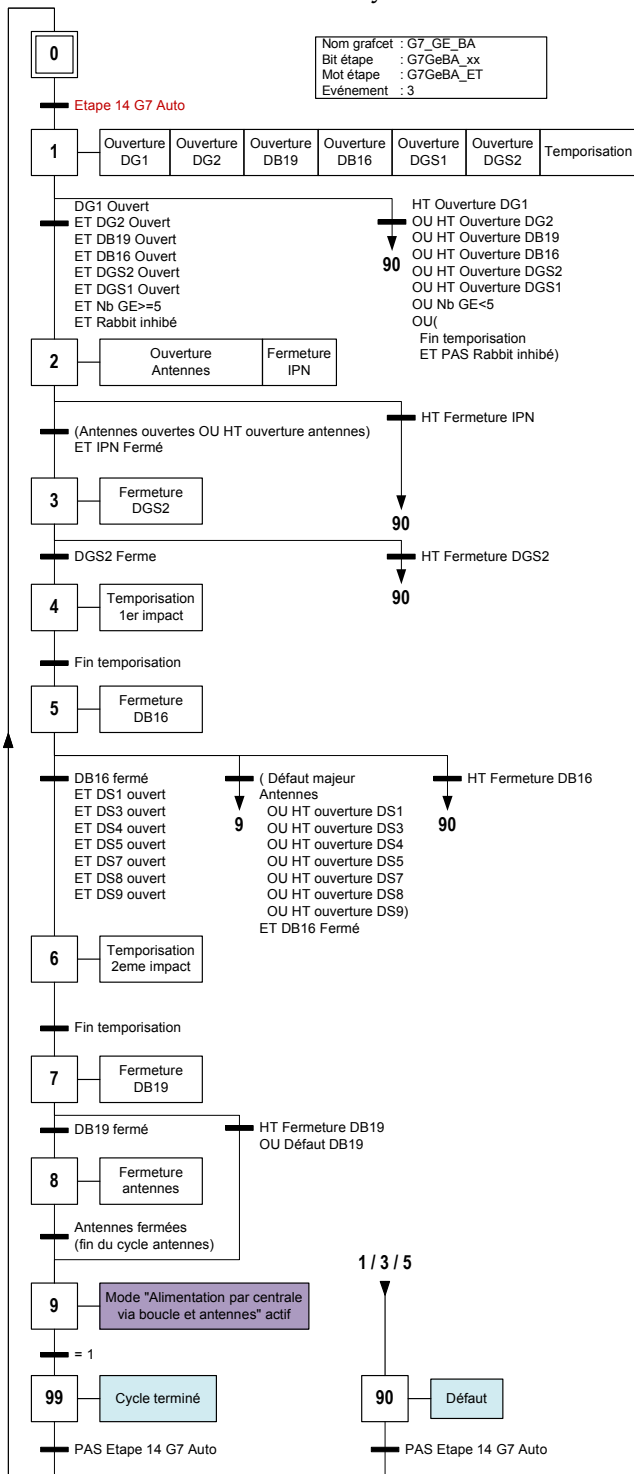 0
Nom grafcet : G7_GE_BA
Bit étape : G7GeBA_xx
Mot étape : G7GeBA_ET
Evénement : 3
Etape 14 G7 Auto
1
Ouverture
DG1
Ouverture
DG2
Ouverture
DB19
Ouverture
DB16
Ouverture
DGS1
Ouverture
DGS2
Temporisation
DG1 Ouvert
ET DG2 Ouvert
ET DB19 Ouvert
ET DB16 Ouvert
ET DGS2 Ouvert
ET DGS1 Ouvert
ET Nb GE>=5
ET Rabbit inhibé
HT Ouverture DG1
OU HT Ouverture DG2
OU HT Ouverture DB19
OU HT Ouverture DB16
OU HT Ouverture DGS2
OU HT Ouverture DGS1
OU Nb GE<5
OU(
Fin temporisation
ET PAS Rabbit inhibé)
90
2
Ouverture
Antennes
Fermeture
IPN
(Antennes ouvertes OU HT ouverture antennes)
ET IPN Fermé
HT Fermeture IPN
90
3
Fermeture
DGS2
DGS2 Ferme
HT Fermeture DGS2
90
4
Temporisation
1er impact
Fin temporisation
5
Fermeture
DB16
DB16 fermé
ET DS1 ouvert
ET DS3 ouvert
ET DS4 ouvert
ET DS5 ouvert
ET DS7 ouvert
ET DS8 ouvert
ET DS9 ouvert
( Défaut majeur
Antennes
OU HT ouverture DS1
OU HT ouverture DS3
OU HT ouverture DS4
OU HT ouverture DS5
OU HT ouverture DS7
OU HT ouverture DS8
OU HT ouverture DS9)
ET DB16 Fermé
9
HT Fermeture DB16
90
6
Temporisation
2eme impact
Fin temporisation
7
Fermeture
DB19
DB19 fermé
HT Fermeture DB19
OU Défaut DB19
8
Fermeture
antennes
Antennes fermées
(fin du cycle antennes)
9
Mode "Alimentation par centrale
via boucle et antennes" actif
= 1
99
Cycle terminé
PAS Etape 14 G7 Auto
1 / 3 / 5
90
Défaut
PAS Etape 14 G7 Auto